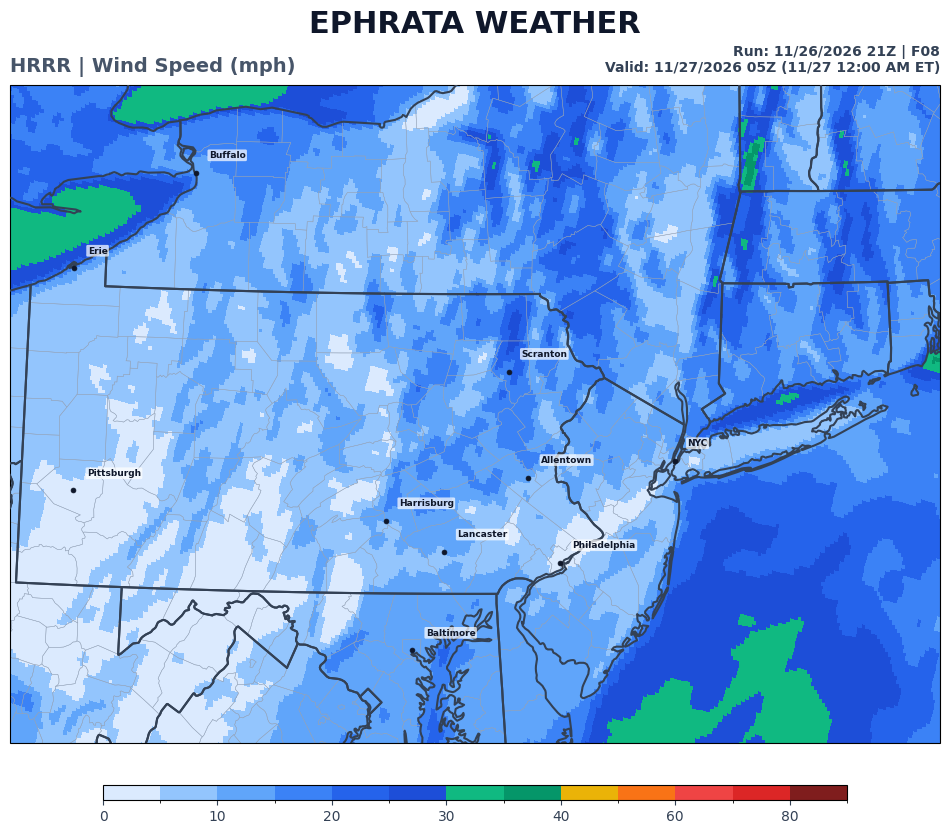 EPHRATA WEATHER
HRRR | Wind Speed (mph)
Run: 11/26/2026 21Z | F08
Valid: 11/27/2026 05Z (11/27 12:00 AM ET)
Buffalo
Erie
Scranton
NYC
Allentown
Pittsburgh
Harrisburg
Lancaster
Philadelphia
Baltimore
0 10 20 30 40 60 80